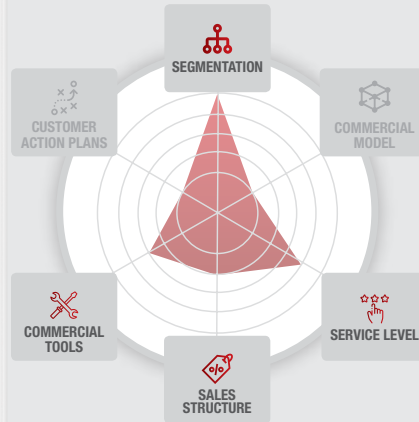 SEGMENTATION
CUSTOMER
ACTION PLANS
COMMERCIAL
MODEL
COMMERCIAL
TOOLS
SERVICE LEVEL
%
SALES
STRUCTURE